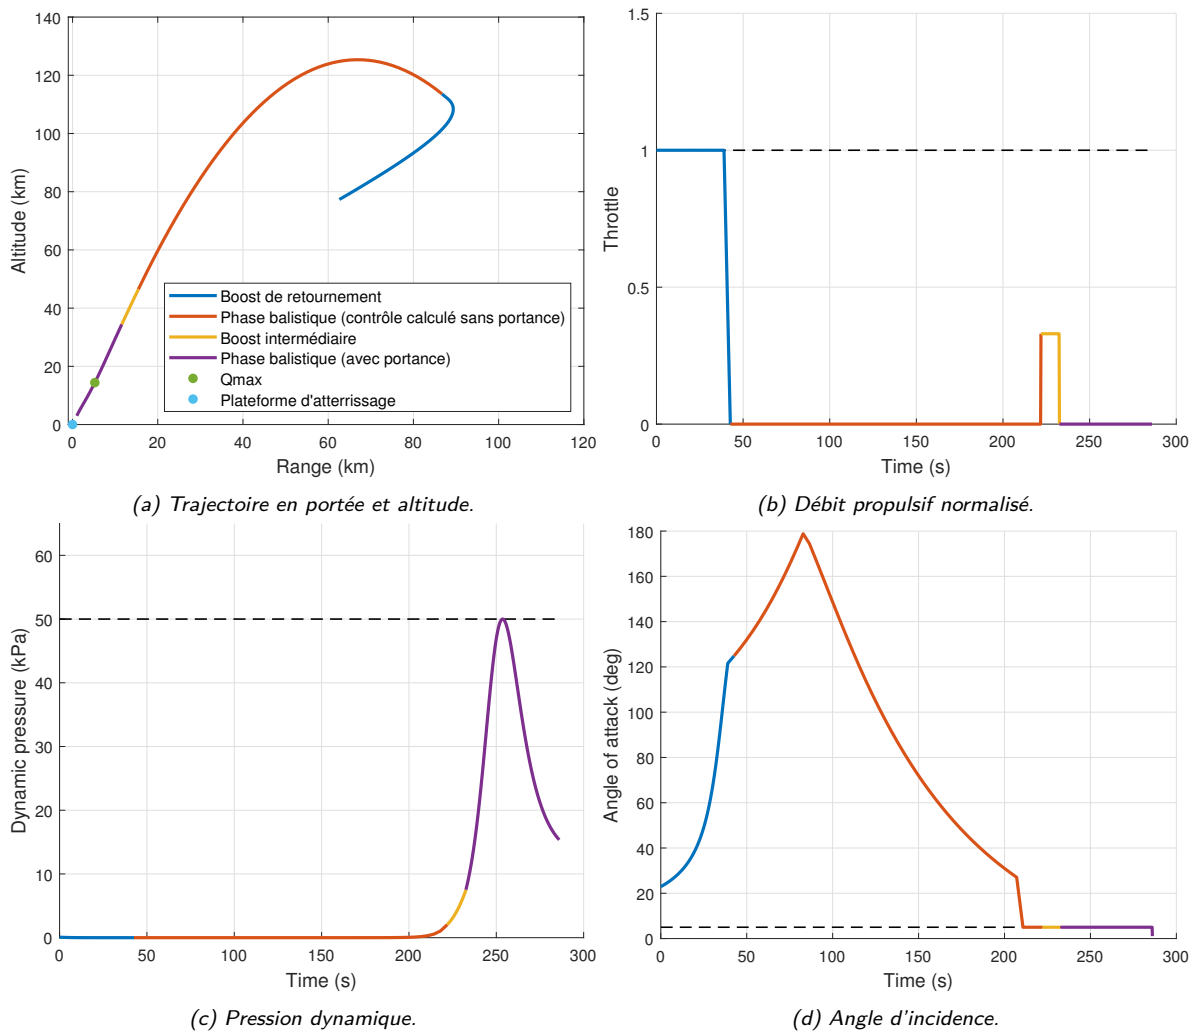 140
120
100
80
60
40
20
0
Altitude (km)
0 20 40 60 80 100 120
Range (km)
Boost de retournement
Phase balistique (contrôle calculé sans portance)
Boost intermédiaire
Phase balistique (avec portance)
Qmax
Plateforme d'atterrissage
(a) Trajectoire en portée et altitude.
1.5
1
0.5
0
Throttle
0 50 100 150 200 250 300
Time (s)
(b) Débit propulsif normalisé.
60
50
40
30
20
10
0
Dynamic pressure (kPa)
0 50 100 150 200 250 300
Time (s)
(c) Pression dynamique.
180
160
140
120
100
80
60
40
20
0
Angle of attack (deg)
0 50 100 150 200 250 300
Time (s)
(d) Angle d'incidence.